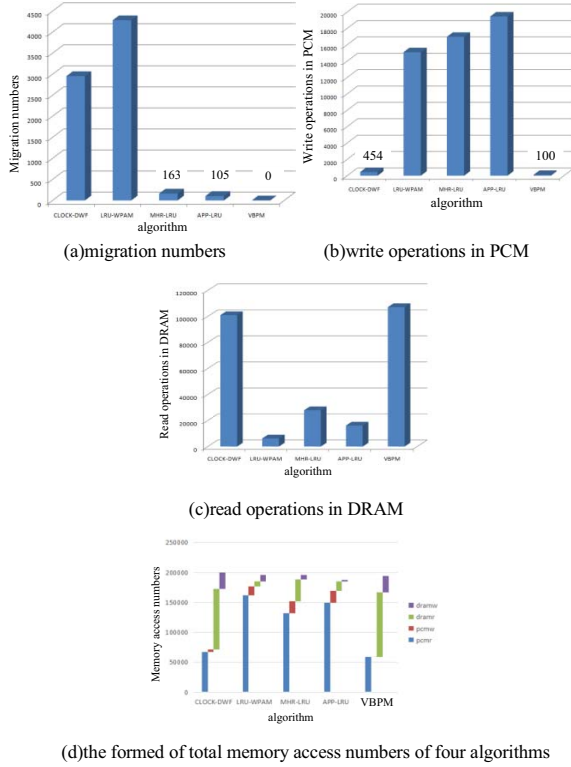 4500
4000
3500
3000
2500
2000
1500
1000
500
0
Migration numbers
163
105
0
CLOCK-DWF LRU-WPAM MHR-LRU APP-LRU VBPM
algorithm
(a)migration numbers
20000
18000
16000
14000
12000
10000
8000
6000
4000
2000
0
Write operations in PCM
454
100
CLOCK-DWF LRU-WPAM MHR-LRU APP-LRU VBPM
algorithm
(b)write operations in PCM
120000
100000
80000
60000
40000
20000
0
Read operations in DRAM
CLOCK-DWF LRU-WPAM MHR-LRU APP-LRU VBPM
algorithm
(c)read operations in DRAM
250000
200000
150000
100000
50000
0
Memory access numbers
dramw
dramr
pcmw
pcmr
CLOCK-DWF LRU-WPAM MHR-LRU APP-LRU VBPM
algorithm
(d)the formed of total memory access numbers of four algorithms